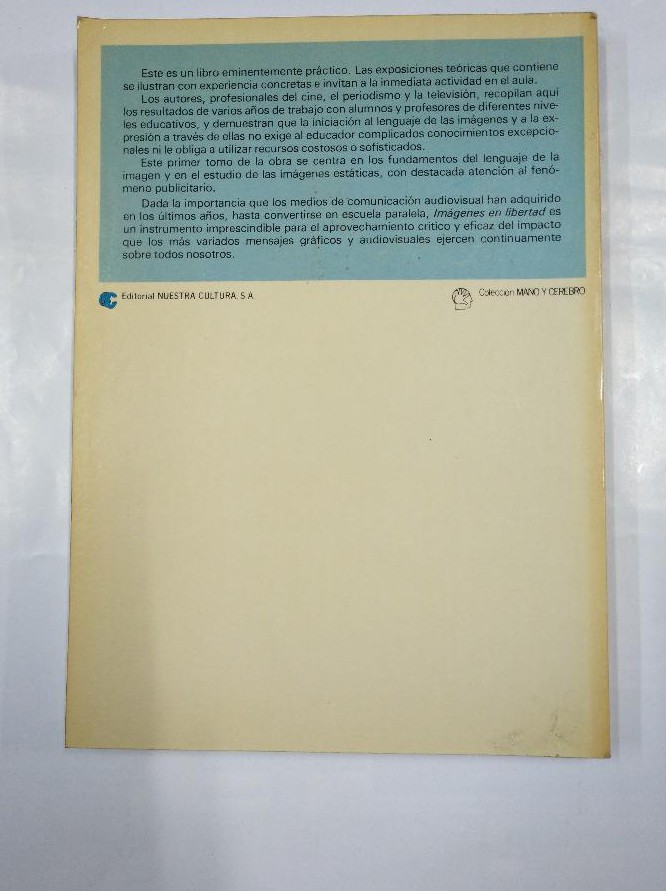 Este es un libro eminentemente práctico. Las exposiciones teóricas que contiene
se ilustran con experiencia concretas e invitan a la inmediata actividad en el aula.
Los autores, profesionales del cine, el periodismo y la televisión, recopilan aquí
los resultados de varios años de trabajo con alumnos y profesores de diferentes nive-
les educativos, y demuestran que la iniciación al lenguaje de las imágenes y a la ex-
presión a través de ellas no exige al educador complicados conocimientos excepcio-
nales ni le obliga a utilizar recursos costosos o sofisticados.
Este primer tomo de la obra se centra en los fundamentos del lenguaje de la
imagen y en el estudio de las imágenes estáticas, con destacada atención al fenó-
meno publicitario.
Dada la importancia que los medios de comunicación audiovisual han adquirido
en los últimos años, hasta convertirse en escuela paralela, Imágenes en libertad es
un instrumento imprescindible para el aprovechamiento crítico y eficaz del impacto
que los más variados mensajes gráficos y audiovisuales ejercen continuamente
sobre todos nosotros.
Editorial NUESTRA CULTURA, S.A.
Colección MANO Y CEREBRO